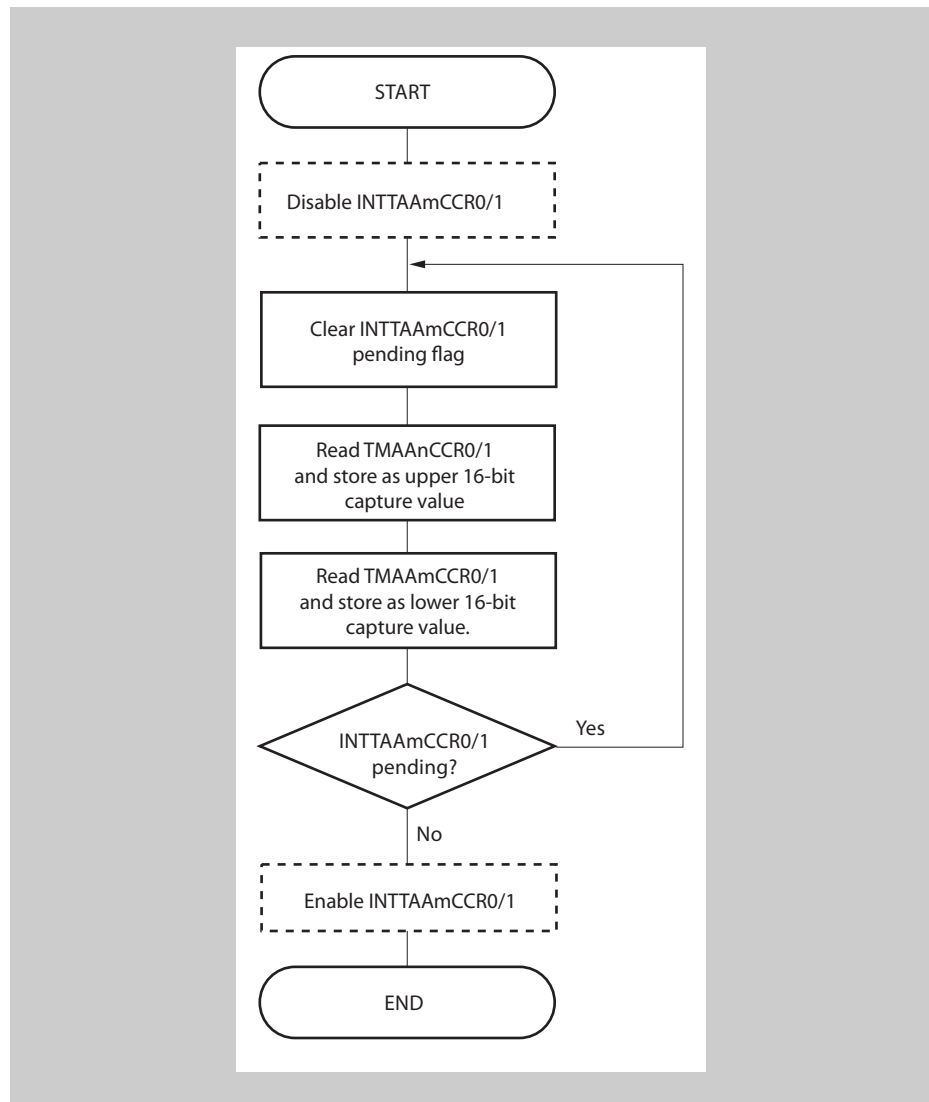 START
Disable INTTAAmCCR0/1
Clear INTTAAmCCR0/1
pending flag
Read TMAAnCCR0/1
and store as upper 16-bit
capture value
Read TMAAmCCR0/1
and store as lower 16-bit
capture value.
INTTAAmCCR0/1
pending?
Yes
No
Enable INTTAAmCCR0/1
END